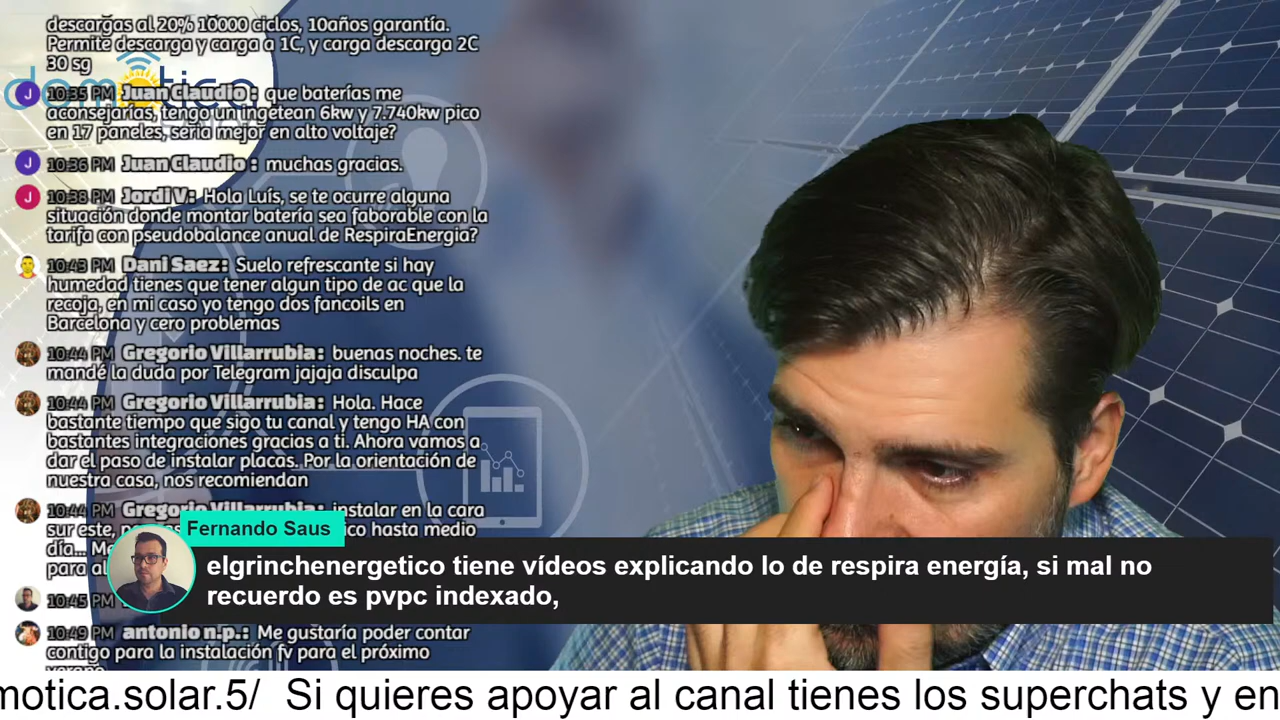 descargas al 20% 10000 ciclos, 10años garantía.
Permite descarga y carga a 1C, y carga descarga 2C
30 sg
10:35 PM Juan Claudio: que baterías me
aconsejarías, tengo un ingetean 6kw y 7.740kw pico
en 17 paneles, sería mejor en alto voltaje?
10:36 PM Juan Claudio: muchas gracias.
10:38 PM Jordi V: Hola Luís, se te ocurre alguna
situación donde montar batería sea faborable con la
tarifa con pseudobalance anual de RespiraEnergia?
10:43 PM Dani Saez: Suelo refrescante si hay
humedad tienes que tener algun tipo de ac que la
recoja, en mi caso yo tengo dos fancoils en
Barcelona y cero problemas
10:44 PM Gregorio Villarrubia: buenas noches. te
mandé la duda por Telegram jajaja disculpa
10:44 PM Gregorio Villarrubia: Hola. Hace
bastante tiempo que sigo tu canal y tengo HA con
bastantes integraciones gracias a ti. Ahora vamos a
dar el paso de instalar placas. Por la orientación de
nuestra casa, nos recomiendan
10:44 PM Gregorio Villarrubia: instalar en la cara
sur este, hasta medio
día...
para
10:45 PM
Fernando Saus
elgrinchenergetico tiene vídeos explicando lo de respira energía, si mal no
recuerdo es pvpc indexado,
10:49 PM antonio n.p.: Me gustaría poder contar
contigo para la instalación fv para el próximo
verano
motica.solar.5/ Si quieres apoyar al canal tienes los superchats y en